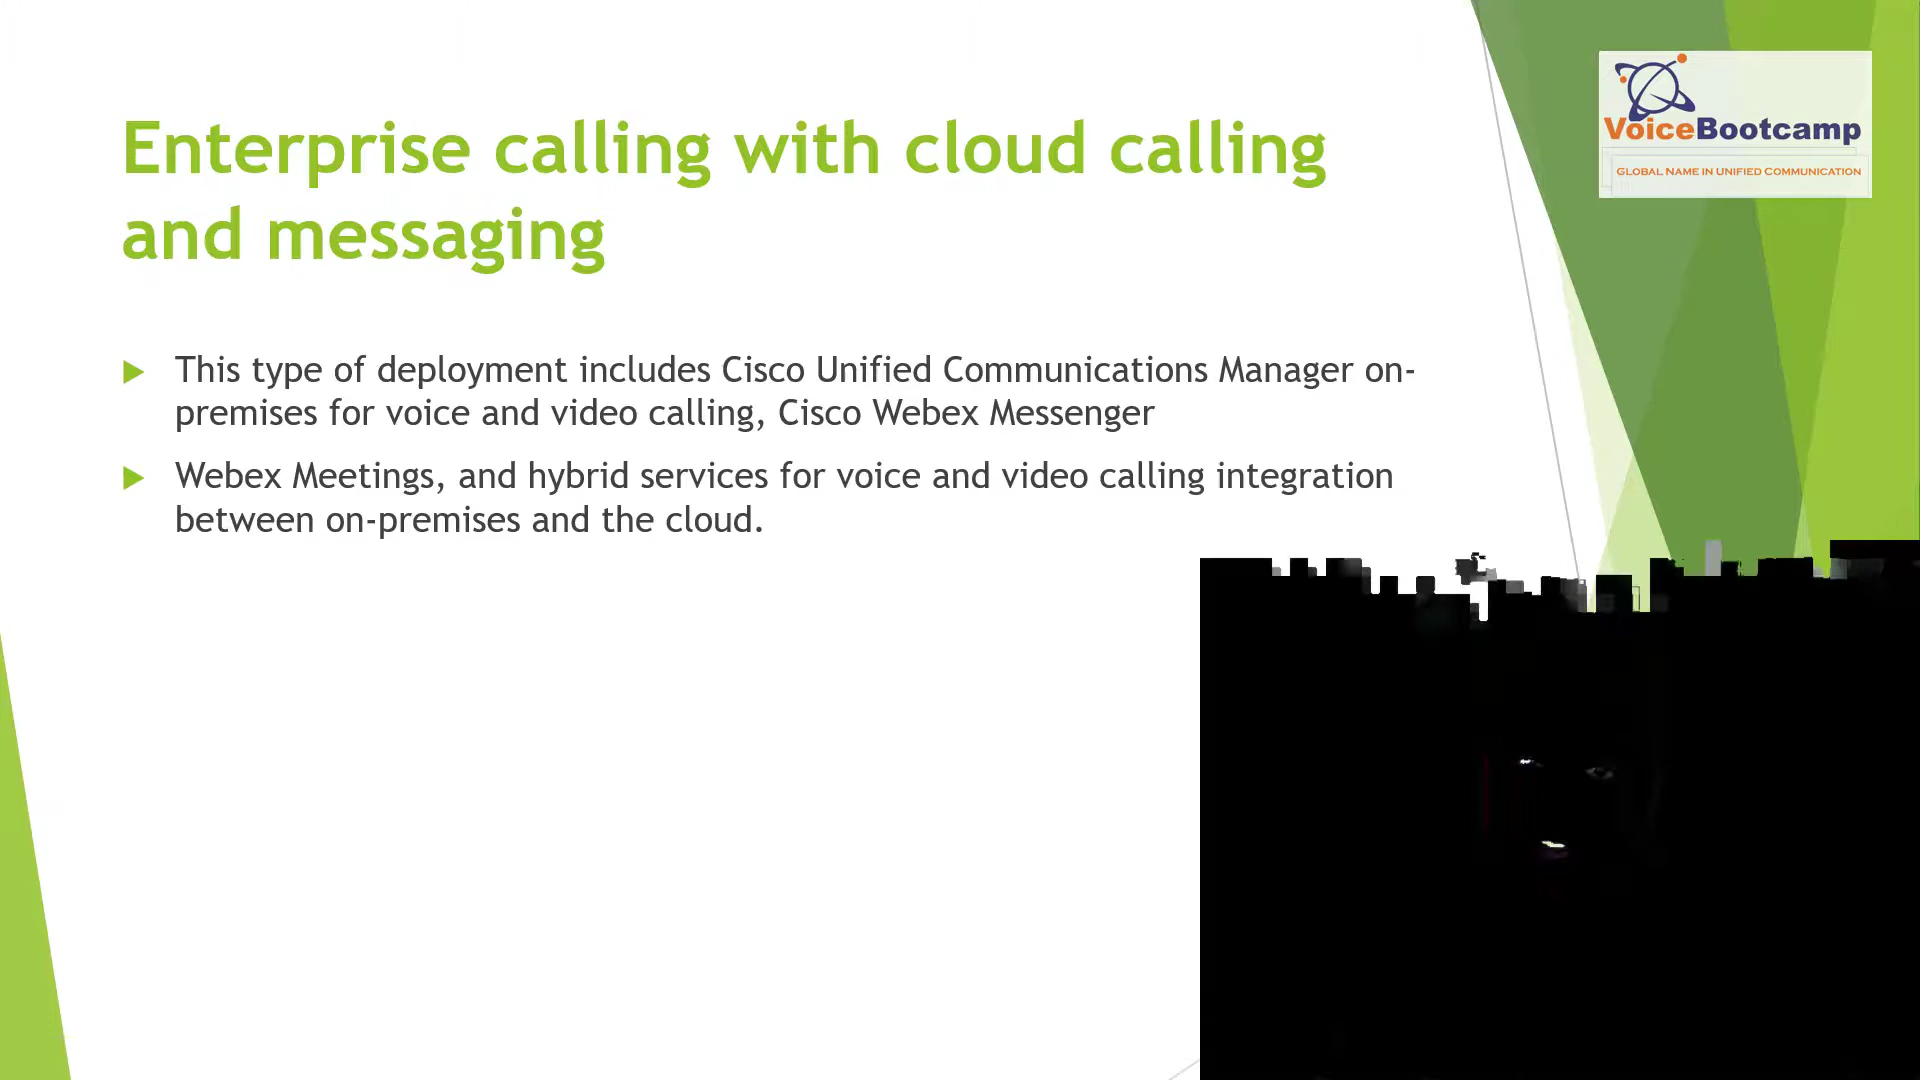 VoiceBootcamp
GLOBAL NAME IN UNIFIED COMMUNICATION
Enterprise calling with cloud calling
and messaging
This type of deployment includes Cisco Unified Communications Manager on-
premises for voice and video calling, Cisco Webex Messenger
Webex Meetings, and hybrid services for voice and video calling integration
between on-premises and the cloud.